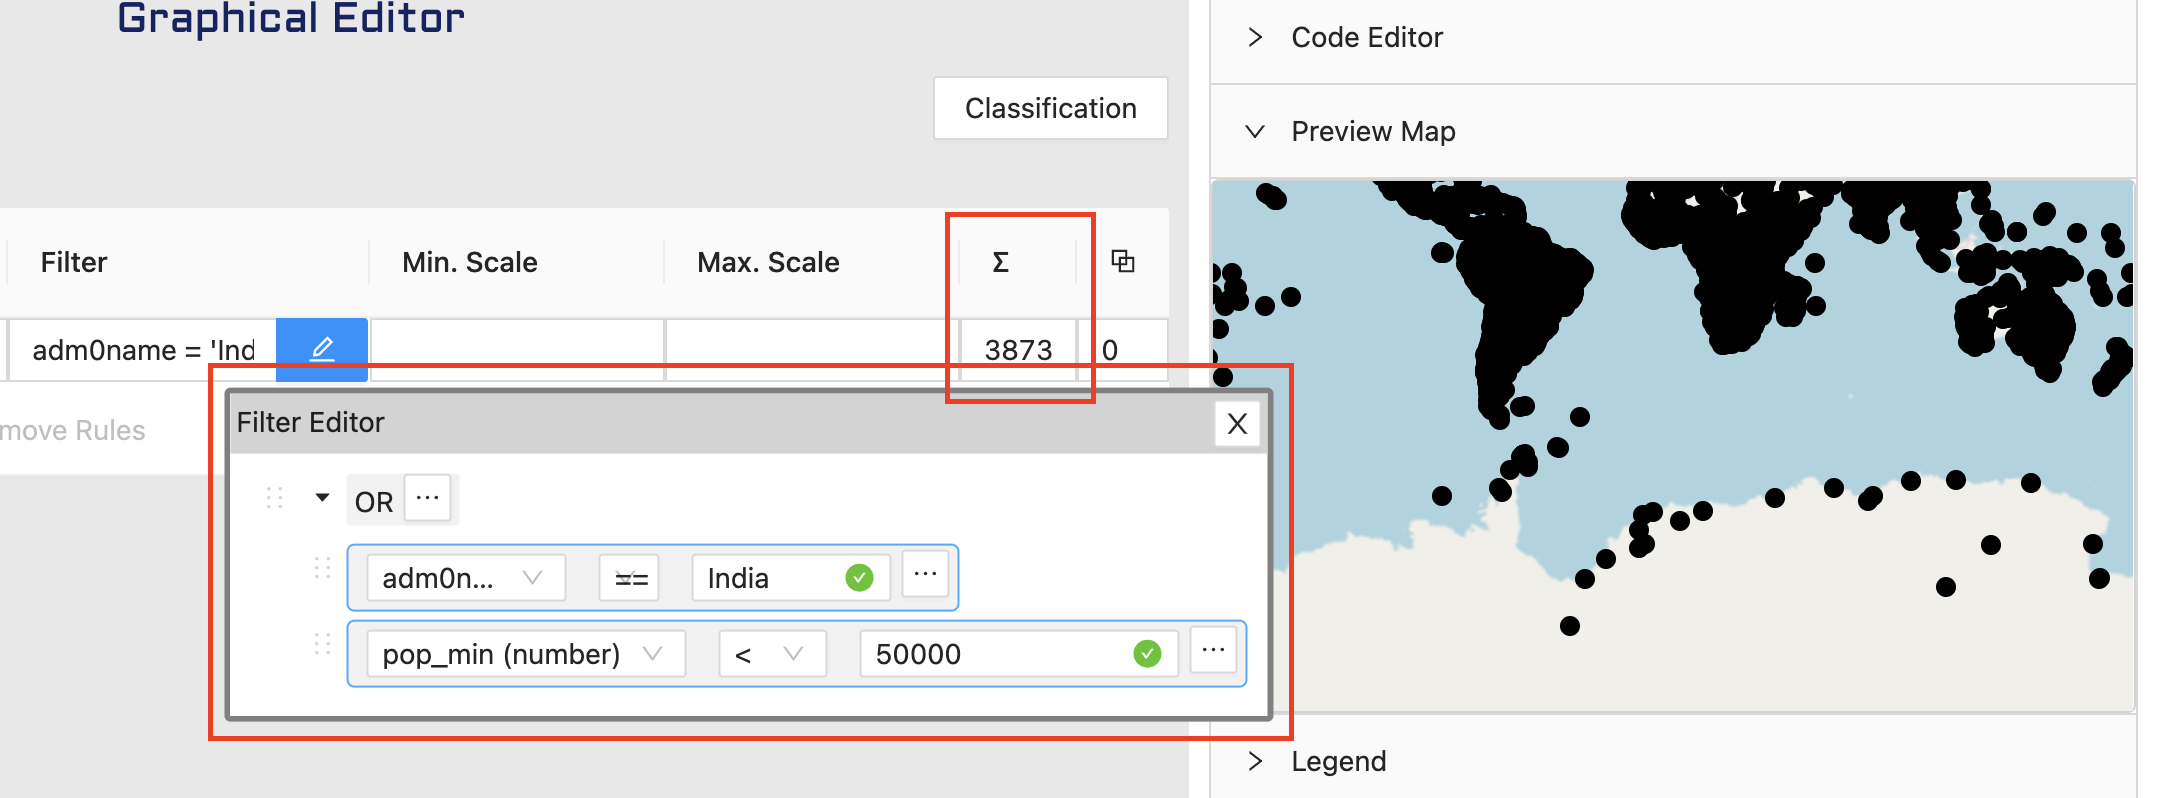 Graphical Editor
Classification
Filter
Min. Scale
Max. Scale
Σ
adm0name = 'Ind
3873
0
move Rules
Filter Editor
X
OR
...
adm0n...
==
India
...
pop_min (number)
<
50000
...
Code Editor
Preview Map
Legend